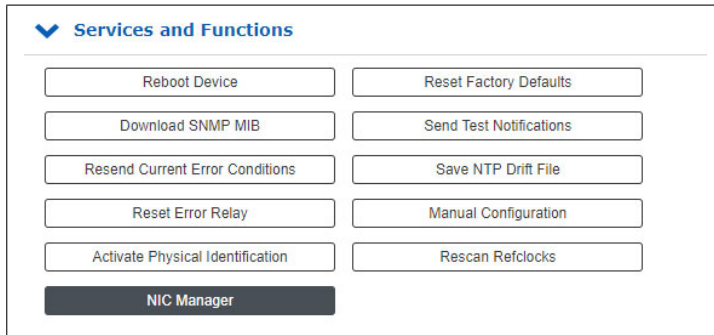 Services and Functions
Reboot Device
Reset Factory Defaults
Download SNMP MIB
Send Test Notifications
Resend Current Error Conditions
Save NTP Drift File
Reset Error Relay
Manual Configuration
Activate Physical Identification
Rescan Refclocks
NIC Manager